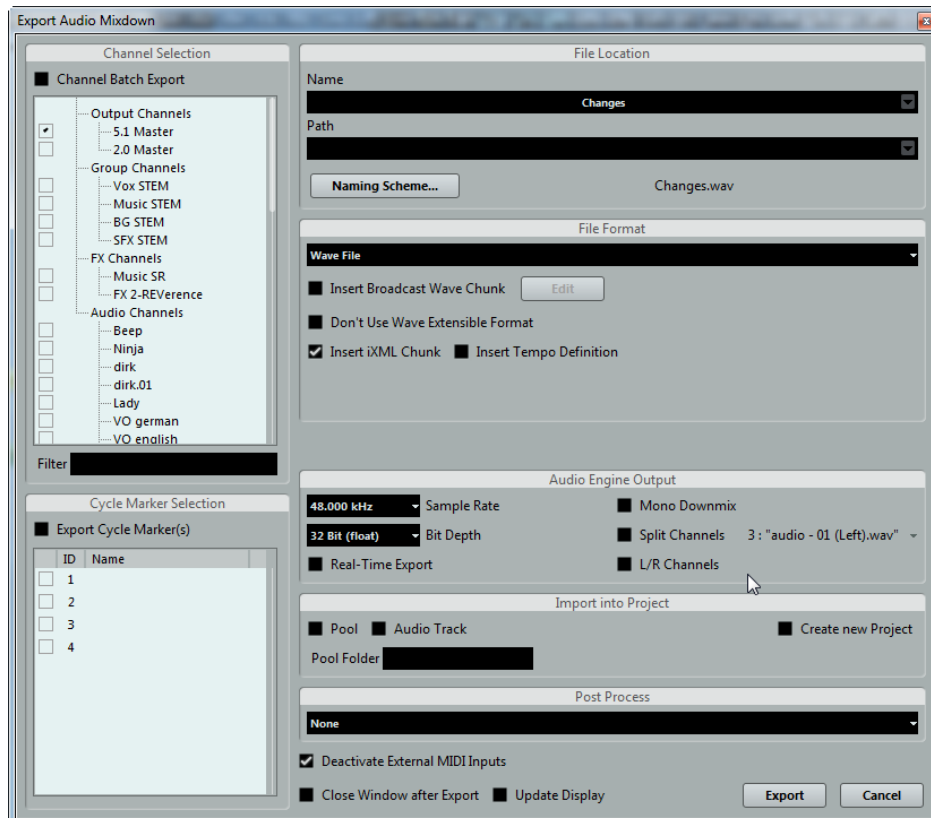 Export Audio Mixdown
Channel Selection
Channel Batch Export
Output Channels
5.1 Master
2.0 Master
Group Channels
Vox STEM
Music STEM
BG STEM
SFX STEM
FX Channels
Music SR
FX 2-REVerence
Audio Channels
Beep
Ninja
dirk
dirk.01
Lady
VO german
VO english
Filter
Cycle Marker Selection
Export Cycle Marker(s)
ID Name
1
2
3
4
File Location
Name
Changes
Path
Naming Scheme... Changes.wav
File Format
Wave File
Insert Broadcast Wave Chunk Edit
Don't Use Wave Extensible Format
Insert iXML Chunk Insert Tempo Definition
Audio Engine Output
48.000 kHz Sample Rate Mono Downmix
32 Bit (float) Bit Depth Split Channels 3 : "audio - 01 (Left).wav"
Real-Time Export L/R Channels
Import into Project
Pool Audio Track Create new Project
Pool Folder
Post Process
None
Deactivate External MIDI Inputs
Close Window after Export Update Display Export Cancel